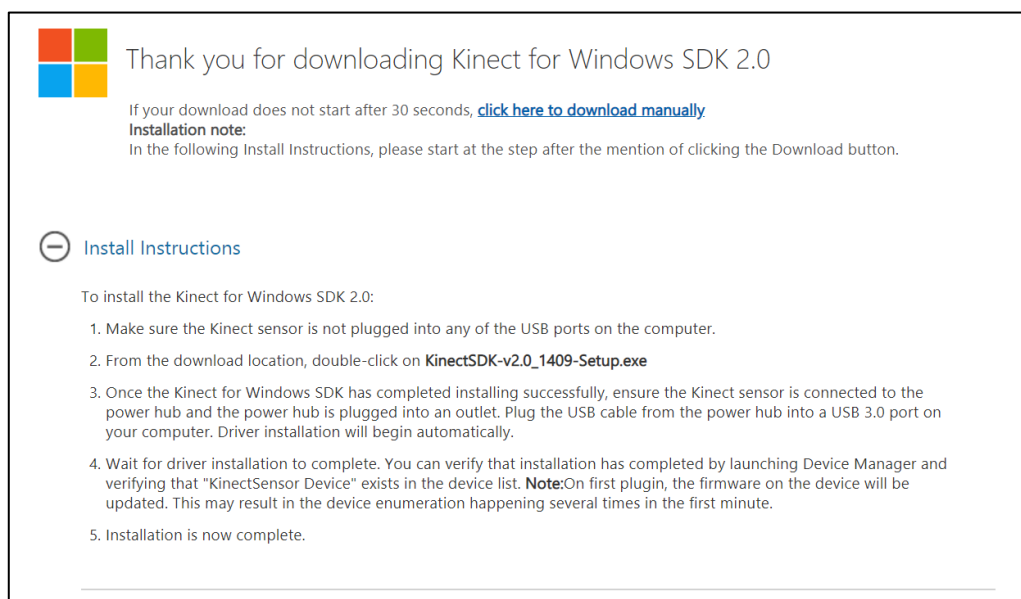 Thank you for downloading Kinect for Windows SDK 2.0
If your download does not start after 30 seconds, click here to download manually
Installation note:
In the following Install Instructions, please start at the step after the mention of clicking the Download button.
Install Instructions
To install the Kinect for Windows SDK 2.0:
1. Make sure the Kinect sensor is not plugged into any of the USB ports on the computer.
2. From the download location, double-click on KinectSDK-v2.0_1409-Setup.exe
3. Once the Kinect for Windows SDK has completed installing successfully, ensure the Kinect sensor is connected to the
power hub and the power hub is plugged into an outlet. Plug the USB cable from the power hub into a USB 3.0 port on
your computer. Driver installation will begin automatically.
4. Wait for driver installation to complete. You can verify that installation has completed by launching Device Manager and
verifying that "KinectSensor Device" exists in the device list. Note:On first plugin, the firmware on the device will be
updated. This may result in the device enumeration happening several times in the first minute.
5. Installation is now complete.